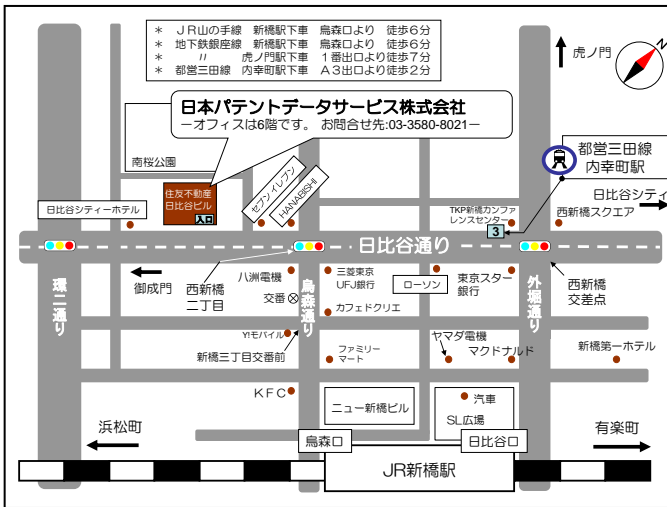 * JR山の手線 新橋駅下車 烏森口より 徒歩6分
* 地下鉄銀座線 新橋駅下車 烏森口より 徒歩6分
* 〃 虎ノ門駅下車 1番出口より徒歩7分
* 都営三田線 内幸町駅下車 A3出口より徒歩2分
N
虎ノ門
日本パテントデータサービス株式会社
ーオフィスは6階です。 お問合せ先:03-3580-8021ー
都営三田線
内幸町駅
南桜公園
住友不動産
日比谷ビル
入口
セブンイレブン
HANABISHI
日比谷シティ
日比谷シティーホテル
TKP新橋カンファ
レンスセンター
3
西新橋スクエア
日比谷通り
御成門
西新橋
二丁目
八洲電機
交番
三菱東京
UFJ銀行
ローソン
東京スター
銀行
西新橋
交差点
環二通り
烏森通り
外堀通り
カフェドクリエ
Y!モバイル
新橋三丁目交番前
ファミリー
マート
ヤマダ電機
マクドナルド
新橋第一ホテル
KFC
ニュー新橋ビル
汽車
SL広場
浜松町
烏森口
日比谷口
有楽町
JR新橋駅